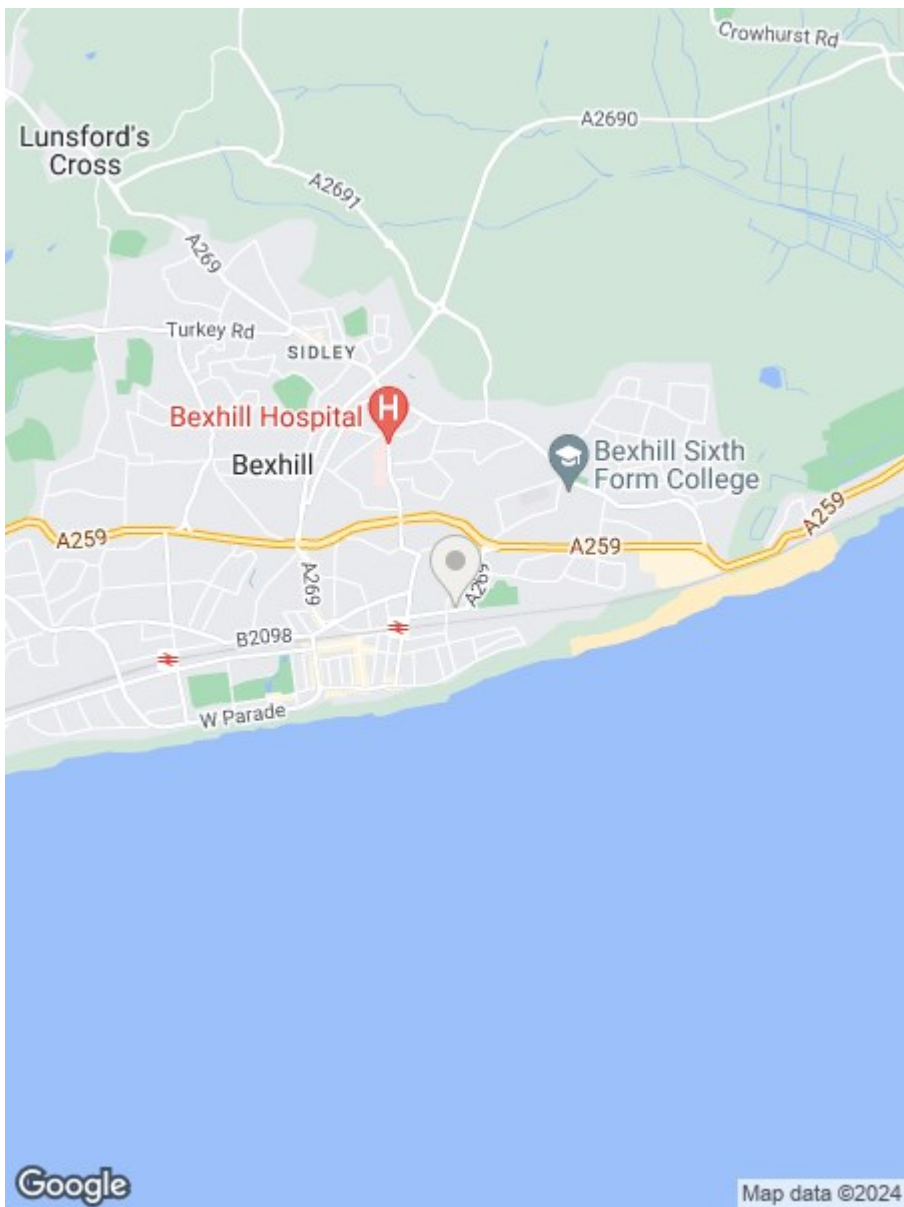 Crowhurst Rd
A2690
Lunsford's
Cross
A2691
A269
Turkey Rd
SIDLEY
Bexhill Hospital
H
Bexhill
Bexhill Sixth
Form College
A259
A259
A259
A269
A269
B2098
W Parade
Google
Map data ©2024